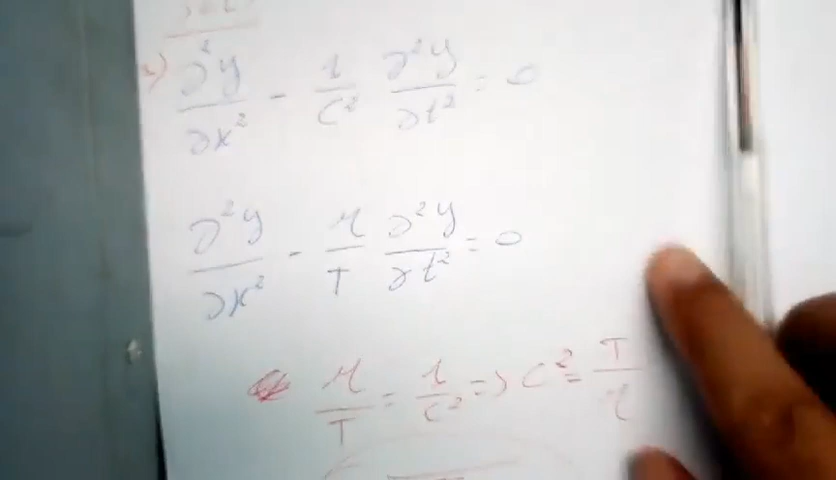 ∂²y/∂x² - 1/c² ∂²y/∂t² = 0
∂²y/∂x² - μ/T ∂²y/∂t² = 0
μ/T = 1/c² => c² = T/μ